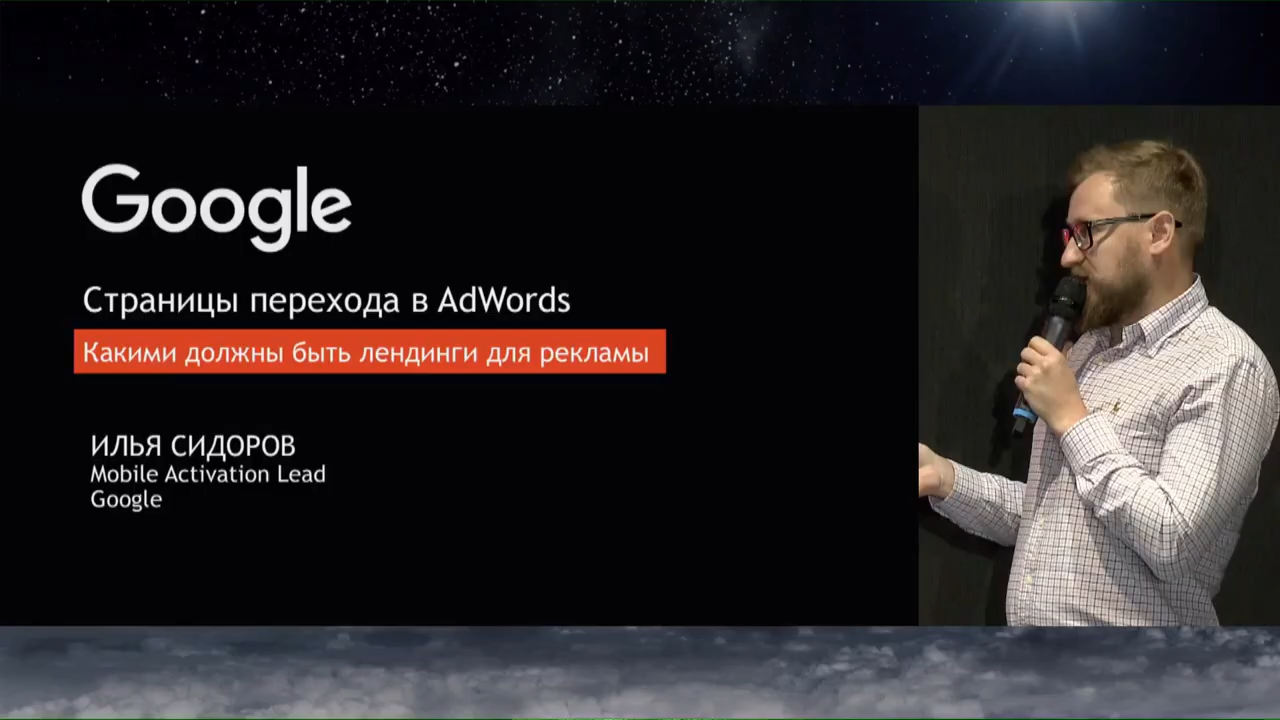 Google
Страницы перехода в AdWords
Какими должны быть лендинги для рекламы
ИЛЬЯ СИДОРОВ
Mobile Activation Lead
Google